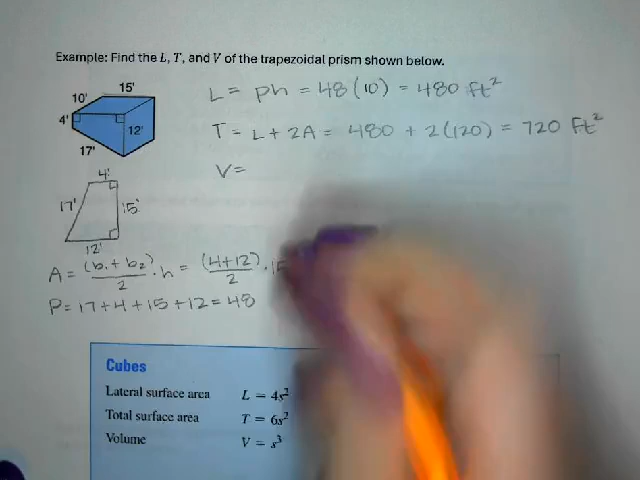 Example: Find the L, T, and V of the trapezoidal prism shown below.
15'
10'
4'
12'
17'
L = ph = 48(10) = 480 ft²
T = L + 2A = 480 + 2(120) = 720 ft²
V =
4'
17'
15'
12'
A = (b₁ + b₂)/2 · h = (4+12)/2 · 15
P = 17+4+15+12 = 48
Cubes
Lateral surface area L = 4s²
Total surface area T = 6s²
Volume V = s³